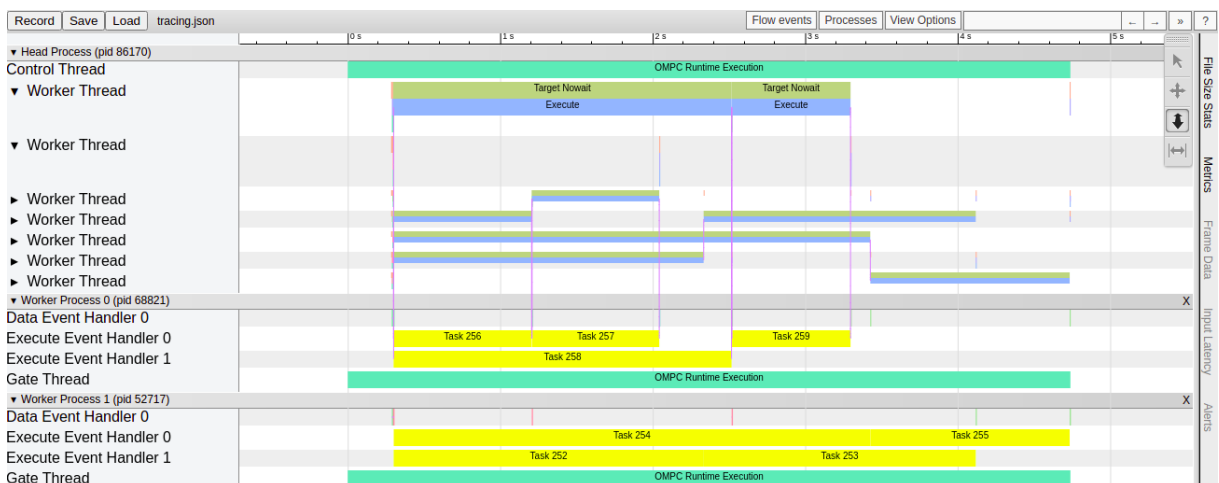 Record Save Load tracing.json Flow events Processes View Options ← → » ?
0 s 1 s 2 s 3 s 4 s 5 s
▾ Head Process (pid 86170)
Control Thread OMPC Runtime Execution
▾ Worker Thread Target Nowait Target Nowait
Execute Execute
▾ Worker Thread
▸ Worker Thread
▸ Worker Thread
▸ Worker Thread
▸ Worker Thread
▸ Worker Thread
▾ Worker Process 0 (pid 68821) X
Data Event Handler 0
Execute Event Handler 0 Task 256 Task 257 Task 259
Execute Event Handler 1 Task 258
Gate Thread OMPC Runtime Execution
▾ Worker Process 1 (pid 52717) X
Data Event Handler 0
Execute Event Handler 0 Task 254 Task 255
Execute Event Handler 1 Task 252 Task 253
Gate Thread OMPC Runtime Execution
File Size Stats
Metrics
Frame Data
Input Latency
Alerts